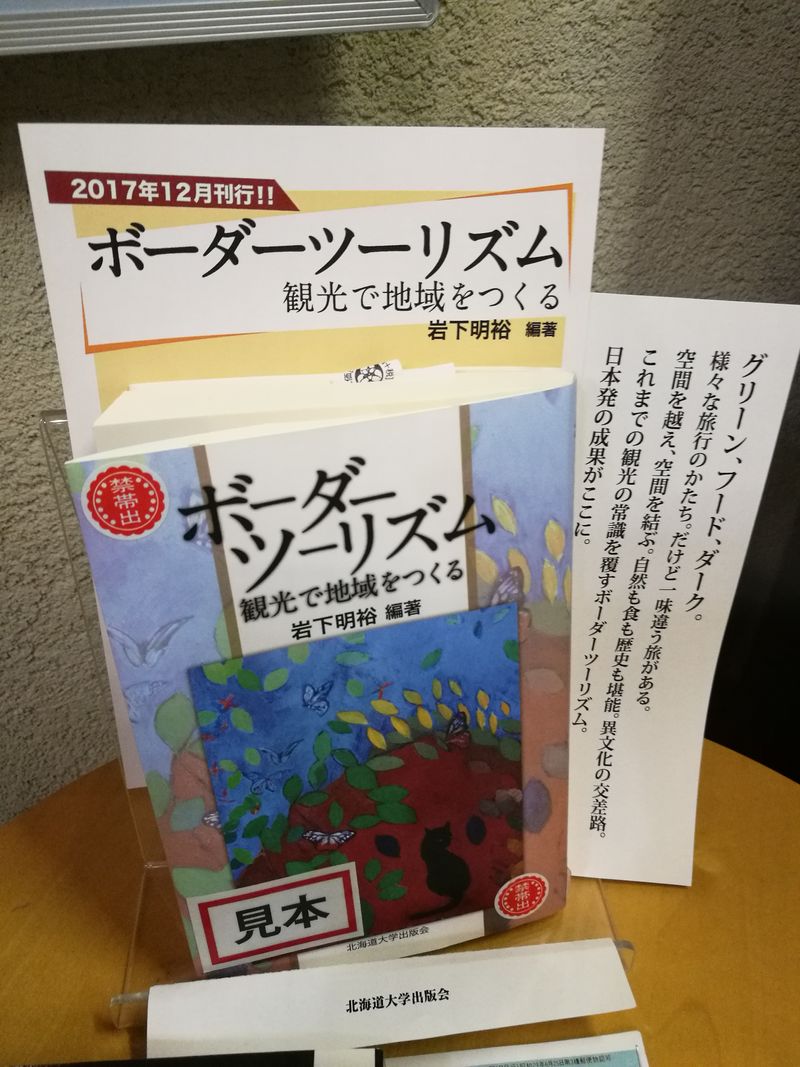 2017年12月刊行!!
ボーダーツーリズム
観光で地域をつくる
岩下明裕 編著
禁帯出
ボーダー
ツーリズム
観光で地域をつくる
岩下明裕 編著
見本
禁帯出
北海道大学出版会
グリーン、フード、ダーク。
様々な旅行のかたち。だけど一味違う旅がある。
空間を越え、空間を結ぶ。自然も食も歴史も堪能。異文化の交差路。
これまでの観光の常識を覆すボーダーツーリズム。
日本発の成果がここに。
北海道大学出版会